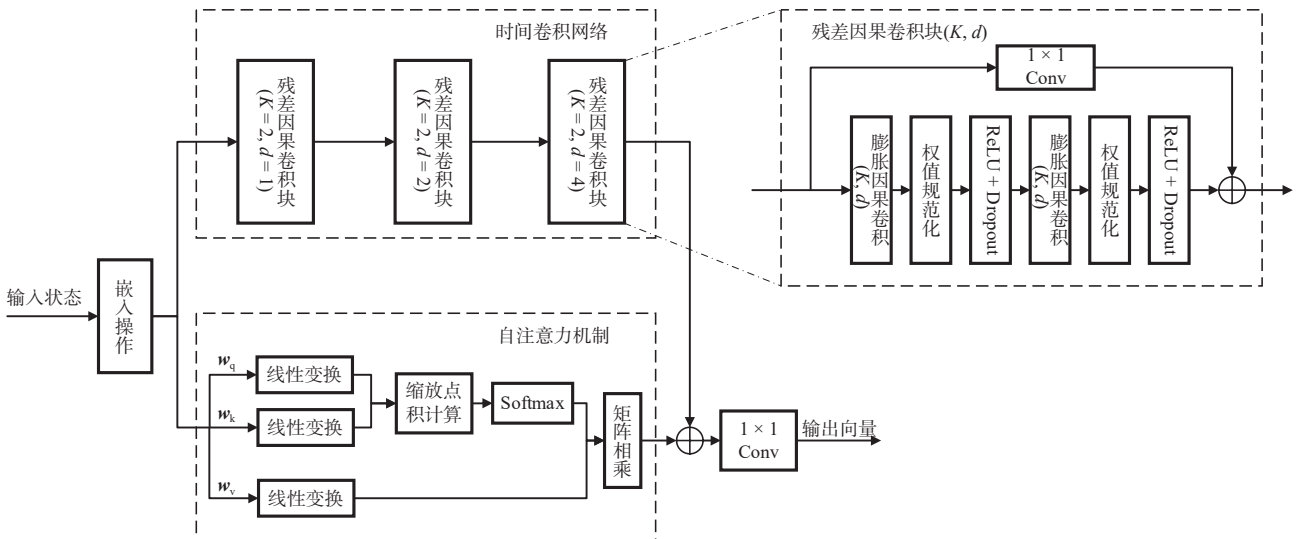 时间卷积网络
残差因果卷积块
(K = 2, d = 1)
残差因果卷积块
(K = 2, d = 2)
残差因果卷积块
(K = 2, d = 4)
残差因果卷积块(K, d)
1 × 1
Conv
膨胀因果卷积
(K, d)
权值规范化
ReLU + Dropout
膨胀因果卷积
(K, d)
权值规范化
ReLU + Dropout
输入状态
嵌入操作
自注意力机制
wq
线性变换
wk
线性变换
wv
线性变换
缩放点
积计算
Softmax
矩阵相乘
1 × 1
Conv
输出向量